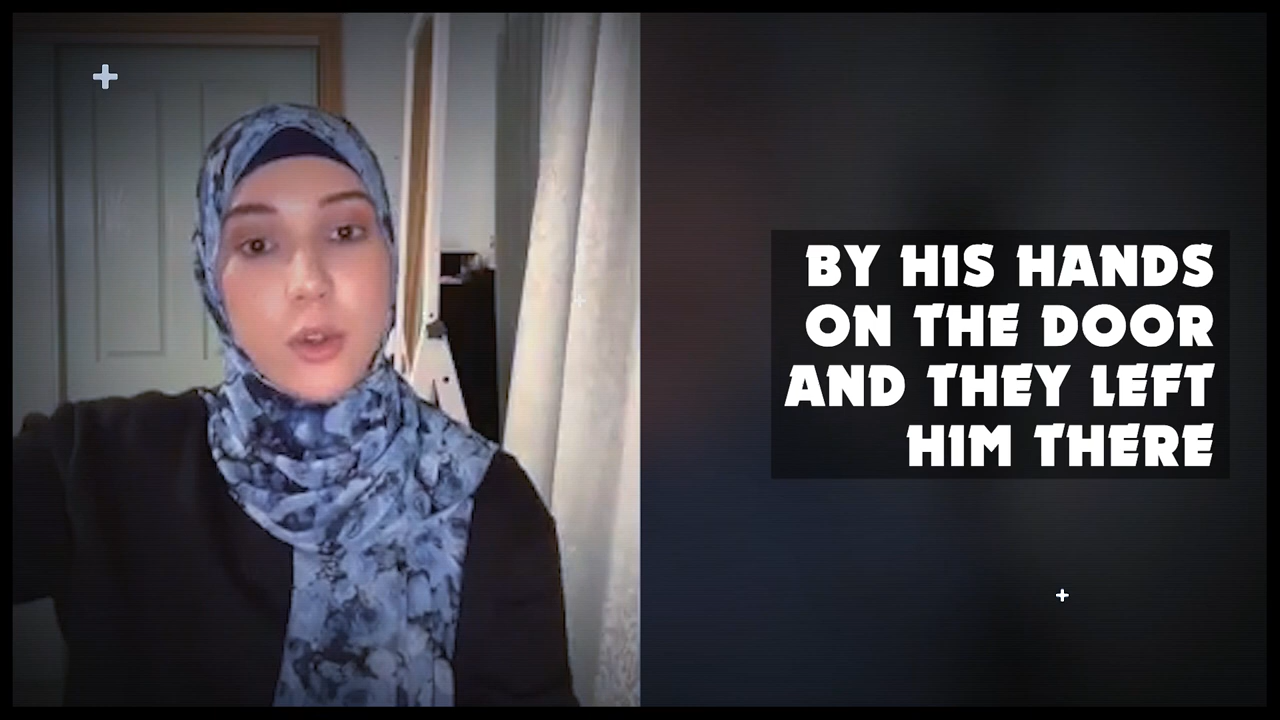 BY HIS HANDS
ON THE DOOR
AND THEY LEFT
HIM THERE